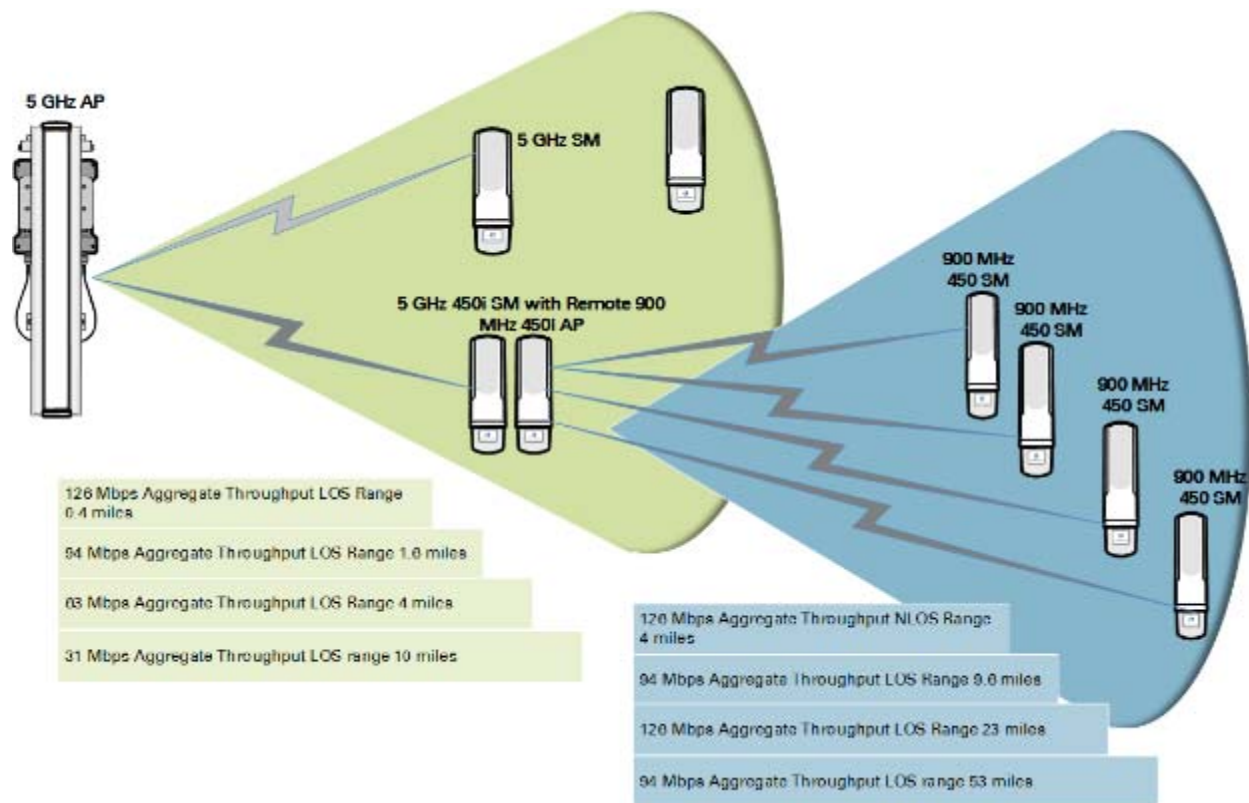 5 GHz AP
5 GHz SM
5 GHz 450i SM with Remote 900
MHz 450i AP
900 MHz
450 SM
900 MHz
450 SM
900 MHz
450 SM
900 MHz
450 SM
126 Mbps Aggregate Throughput LOS Range
0.4 miles
94 Mbps Aggregate Throughput LOS Range 1.6 miles
63 Mbps Aggregate Throughput LOS Range 4 miles
31 Mbps Aggregate Throughput LOS range 10 miles
126 Mbps Aggregate Throughput NLOS Range
4 miles
94 Mbps Aggregate Throughput LOS Range 9.6 miles
126 Mbps Aggregate Throughput LOS Range 23 miles
94 Mbps Aggregate Throughput LOS range 53 miles